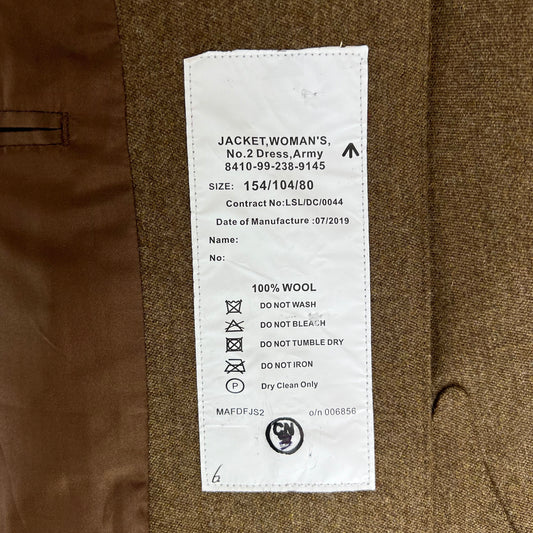 JACKET,WOMAN'S,
No.2 Dress,Army
8410-99-238-9145
SIZE: 154/104/80
Contract No:LSL/DC/0044
Date of Manufacture :07/2019
Name:
No:
100% WOOL
DO NOT WASH
DO NOT BLEACH
DO NOT TUMBLE DRY
DO NOT IRON
P Dry Clean Only
MAFDFJS2 o/n 006856
CN